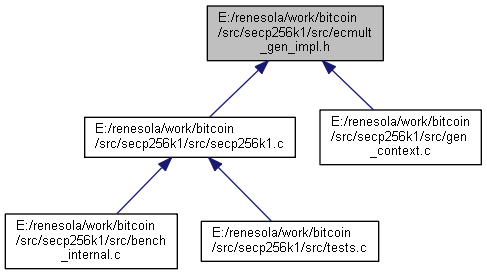 E:/renesola/work/bitcoin
/src/secp256k1/src/ecmult
_gen_impl.h
E:/renesola/work/bitcoin
/src/secp256k1/src/secp256k1.c
E:/renesola/work/bitcoin
/src/secp256k1/src/gen
_context.c
E:/renesola/work/bitcoin
/src/secp256k1/src/bench
_internal.c
E:/renesola/work/bitcoin
/src/secp256k1/src/tests.c